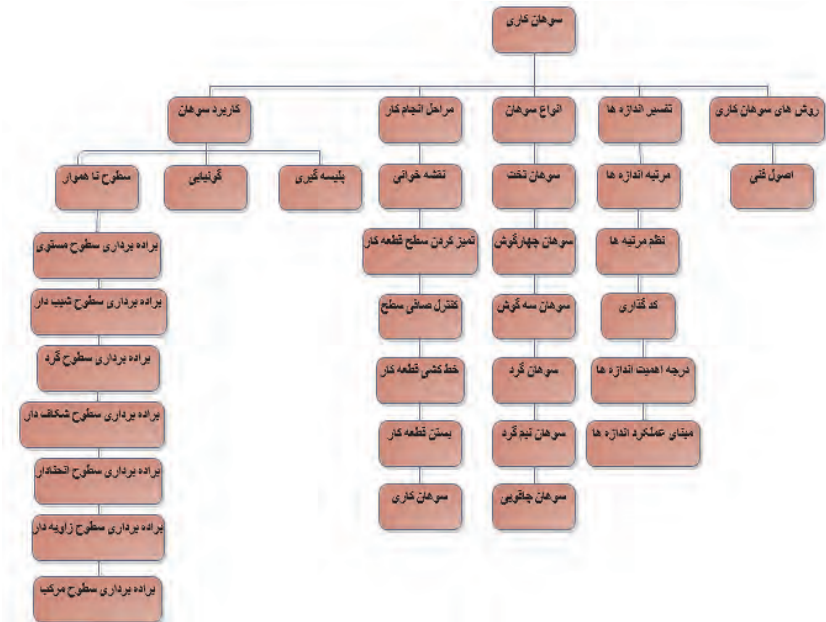 سوهان کاری
روش های سوهان کاری
اصول فنی
تفسیر اندازه ها
مرتبه اندازه ها
نظم مرتبه ها
کد گذاری
درجه اهمیت اندازه ها
مبنای عملکرد اندازه ها
انواع سوهان
سوهان تخت
سوهان چهارگوش
سوهان سه گوش
سوهان گرد
سوهان نیم گرد
سوهان چاقویی
مراحل انجام کار
نقشه خوانی
تمیز کردن سطح قطعه کار
کنترل صافی سطح
خط کشی قطعه کار
بستن قطعه کار
سوهان کاری
کاربرد سوهان
پلیسه گیری
گونیایی
سطوح نا هموار
براده برداری سطوح مستوی
براده برداری سطوح شیب دار
براده برداری سطوح گرد
براده برداری سطوح شکاف دار
براده برداری سطوح انحنادار
براده برداری سطوح زاویه دار
براده برداری سطوح مرکب